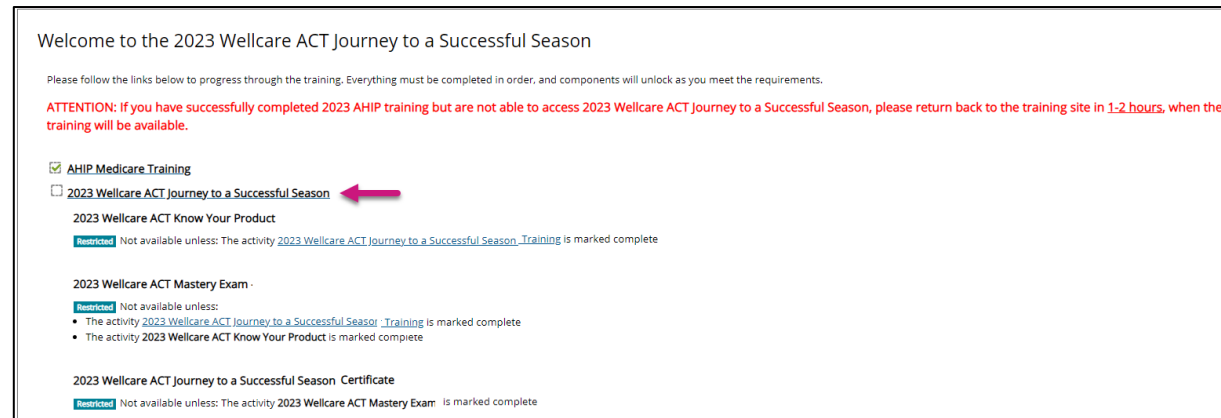 Welcome to the 2023 Wellcare ACT Journey to a Successful Season
Please follow the links below to progress through the training. Everything must be completed in order, and components will unlock as you meet the requirements.
ATTENTION: If you have successfully completed 2023 AHIP training but are not able to access 2023 Wellcare ACT Journey to a Successful Season, please return back to the training site in 1-2 hours, when the
training will be available.
AHIP Medicare Training
2023 Wellcare ACT Journey to a Successful Season
2023 Wellcare ACT Know Your Product
Restricted Not available unless: The activity 2023 Wellcare ACT Journey to a Successful Season Training is marked complete
2023 Wellcare ACT Mastery Exam
Restricted Not available unless:
• The activity 2023 Wellcare ACT Journey to a Successful Seasor Training is marked complete
• The activity 2023 Wellcare ACT Know Your Product is marked complete
2023 Wellcare ACT Journey to a Successful Season Certificate
Restricted Not available unless: The activity 2023 Wellcare ACT Mastery Exam is marked complete